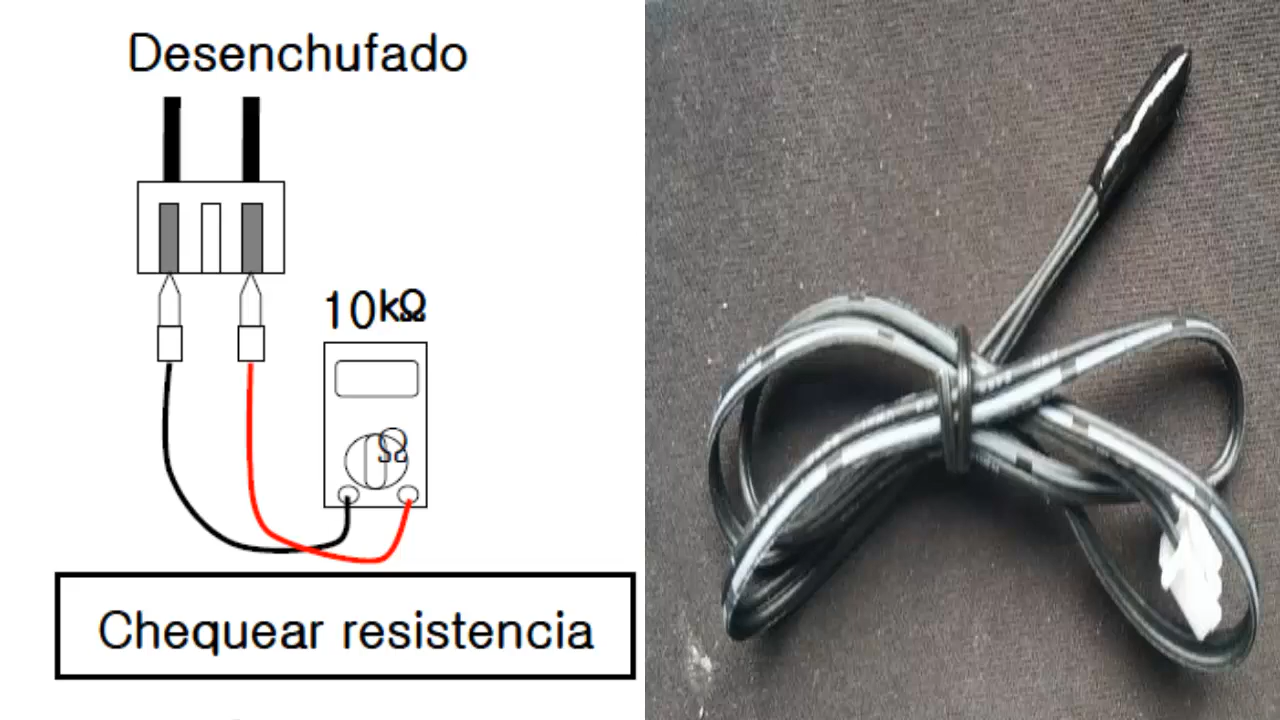 Desenchufado
10kΩ
Ω
Chequear resistencia